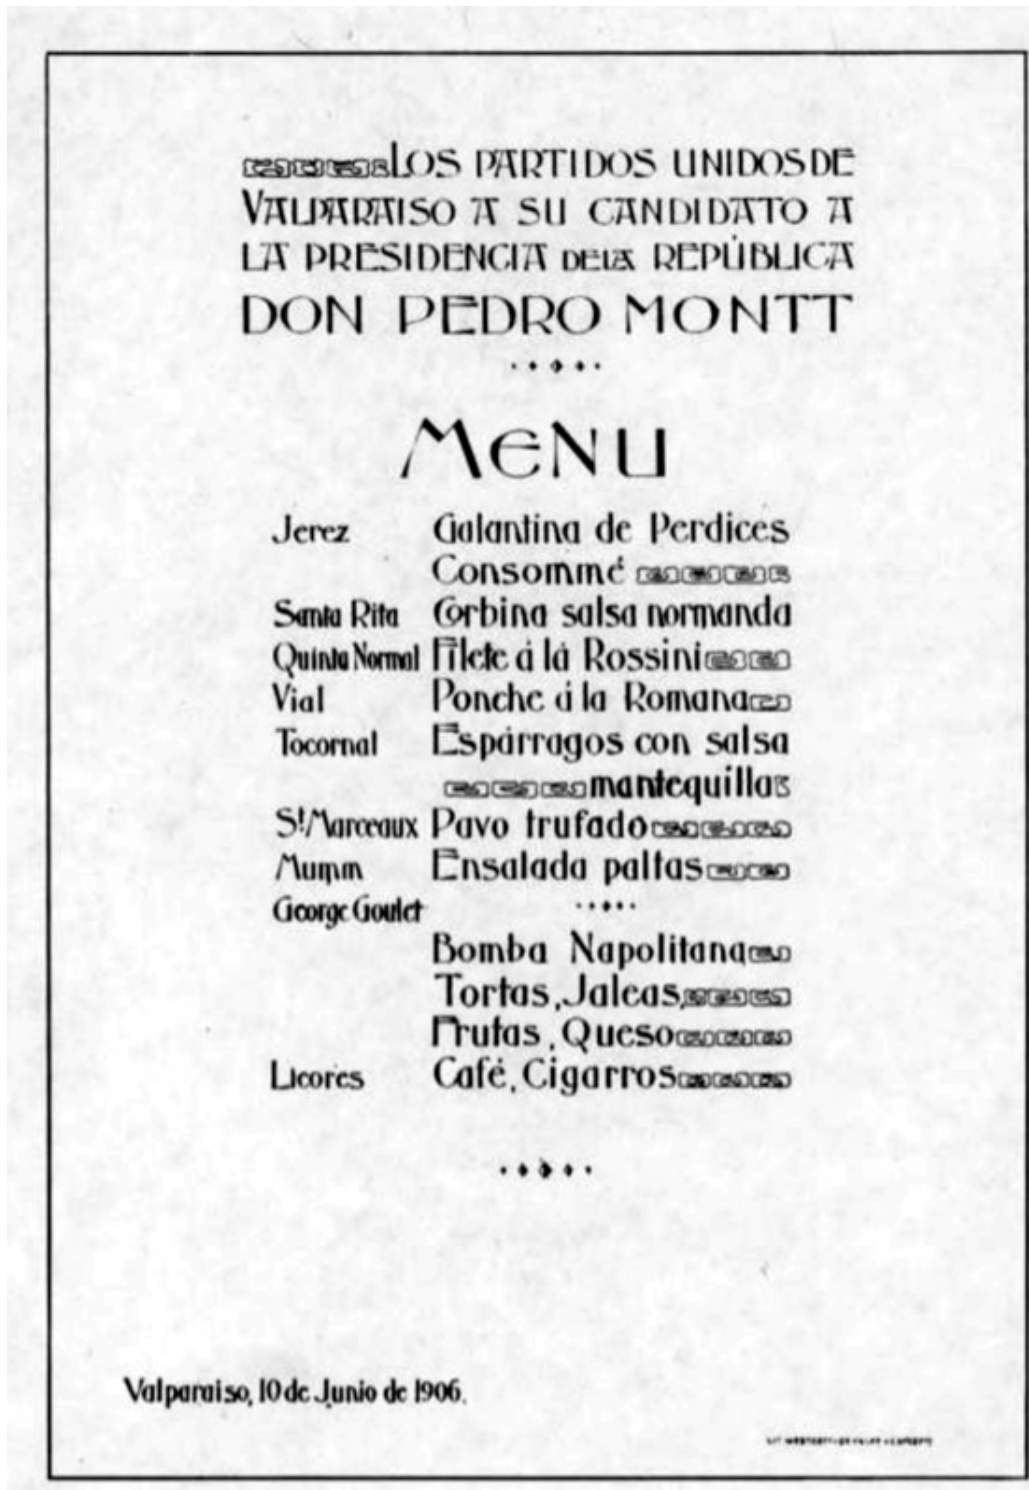 LOS PARTIDOS UNIDOS DE
VALPARAISO A SU CANDIDATO A
LA PRESIDENCIA DE LA REPÚBLICA
DON PEDRO MONTT
MENU
Jerez Galantina de Perdices
Consommé
Santa Rita Corbina salsa normanda
Quinta Normal Filete á lá Rossini
Vial Ponche á la Romana
Tocornal Espárragos con salsa
mantequilla
St Marceaux Pavo trufado
Mumm Ensalada paltas
George Goulet
Bomba Napolitana
Tortas, Jaleas,
Frutas, Queso
Licores Café, Cigarros
Valparaiso, 10 de Junio de 1906.